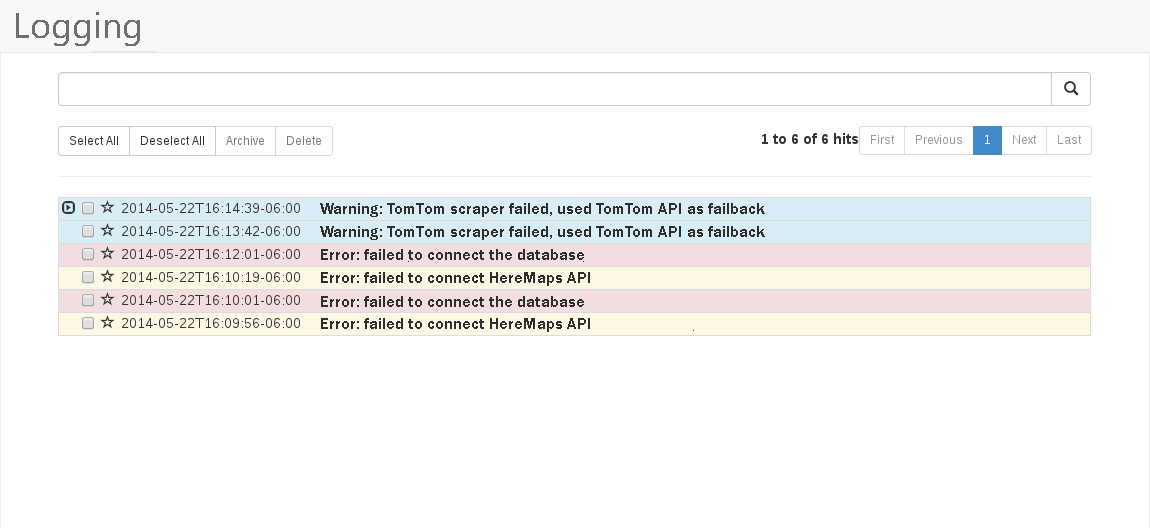 Logging
Select All Deselect All Archive Delete 1 to 6 of 6 hits First Previous 1 Next Last
2014-05-22T16:14:39-06:00 Warning: TomTom scraper failed, used TomTom API as failback
2014-05-22T16:13:42-06:00 Warning: TomTom scraper failed, used TomTom API as failback
2014-05-22T16:12:01-06:00 Error: failed to connect the database
2014-05-22T16:10:19-06:00 Error: failed to connect HereMaps API
2014-05-22T16:10:01-06:00 Error: failed to connect the database
2014-05-22T16:09:56-06:00 Error: failed to connect HereMaps API